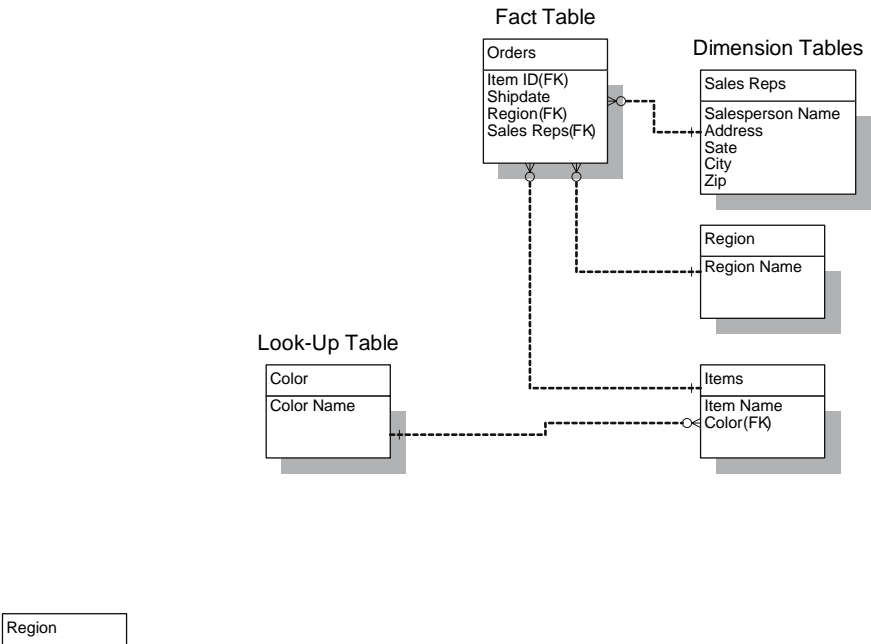 Fact Table
Orders
Item ID(FK)
Shipdate
Region(FK)
Sales Reps(FK)
Dimension Tables
Sales Reps
Salesperson Name
Address
Sate
City
Zip
Region
Region Name
Look-Up Table
Color
Color Name
Items
Item Name
Color(FK)
Region